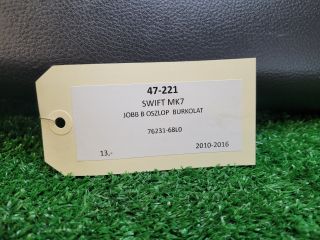 47-221
SWIFT MK7
JOBB B OSZLOP BURKOLAT
76231-68L0
13,- 2010-2016